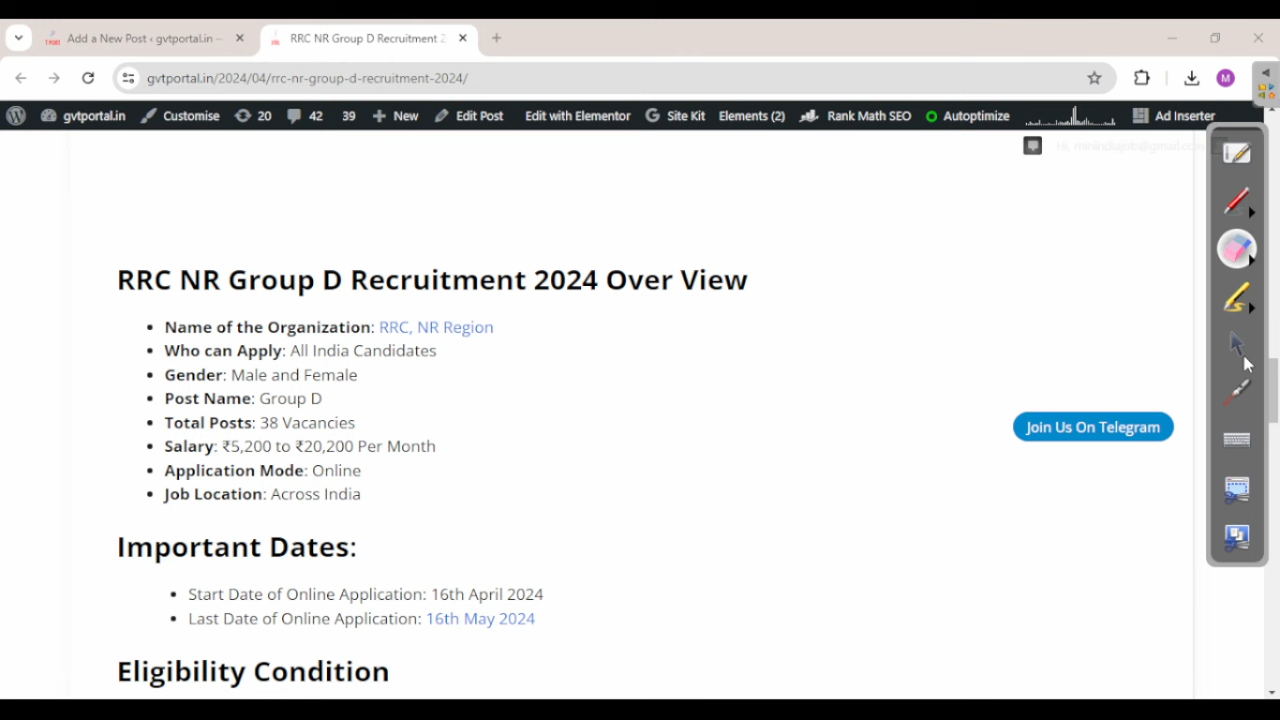 Add a New Post ‹ gvtportal.in —
RRC NR Group D Recruitment 2
gvtportal.in/2024/04/rrc-nr-group-d-recruitment-2024/
M
gvtportal.in Customise 20 42 39 New Edit Post Edit with Elementor Site Kit Elements (2) Rank Math SEO Autoptimize Ad Inserter
RRC NR Group D Recruitment 2024 Over View
Name of the Organization: RRC, NR Region
Who can Apply: All India Candidates
Gender: Male and Female
Post Name: Group D
Total Posts: 38 Vacancies
Salary: ₹5,200 to ₹20,200 Per Month
Application Mode: Online
Job Location: Across India
Join Us On Telegram
Important Dates:
Start Date of Online Application: 16th April 2024
Last Date of Online Application: 16th May 2024
Eligibility Condition